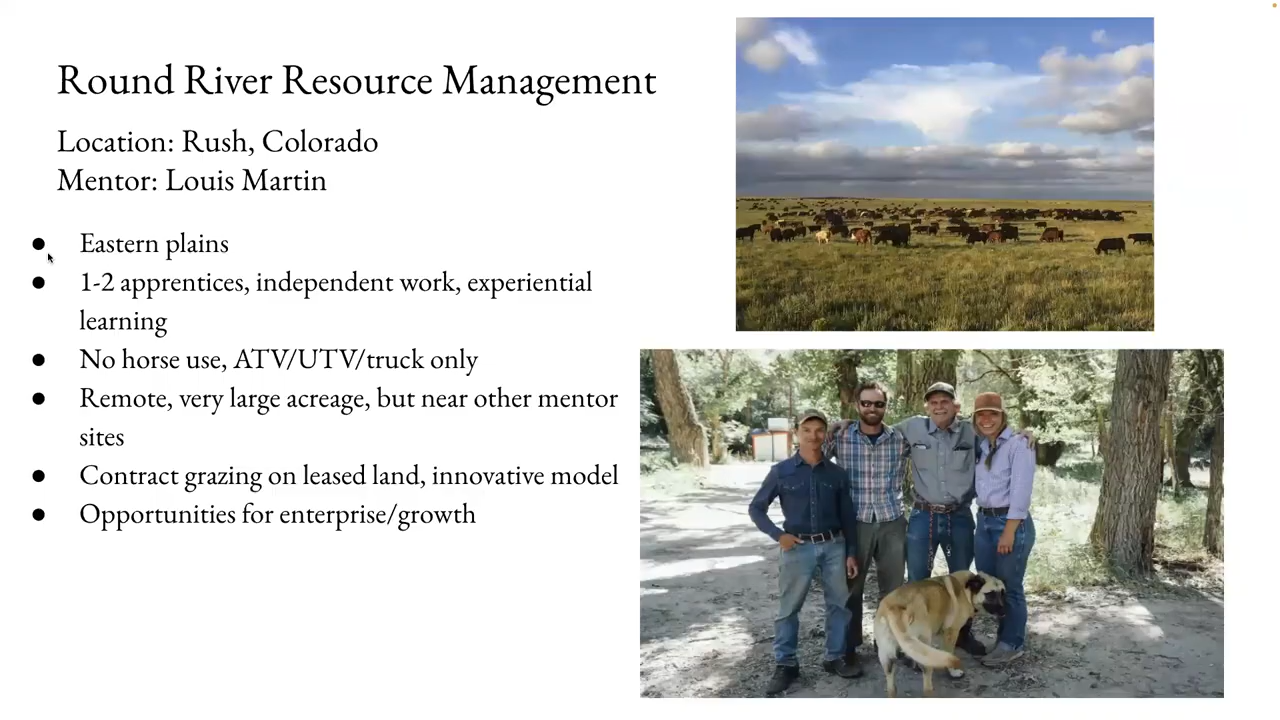 Round River Resource Management
Location: Rush, Colorado
Mentor: Louis Martin
● Eastern plains
● 1-2 apprentices, independent work, experiential
learning
● No horse use, ATV/UTV/truck only
● Remote, very large acreage, but near other mentor
sites
● Contract grazing on leased land, innovative model
● Opportunities for enterprise/growth